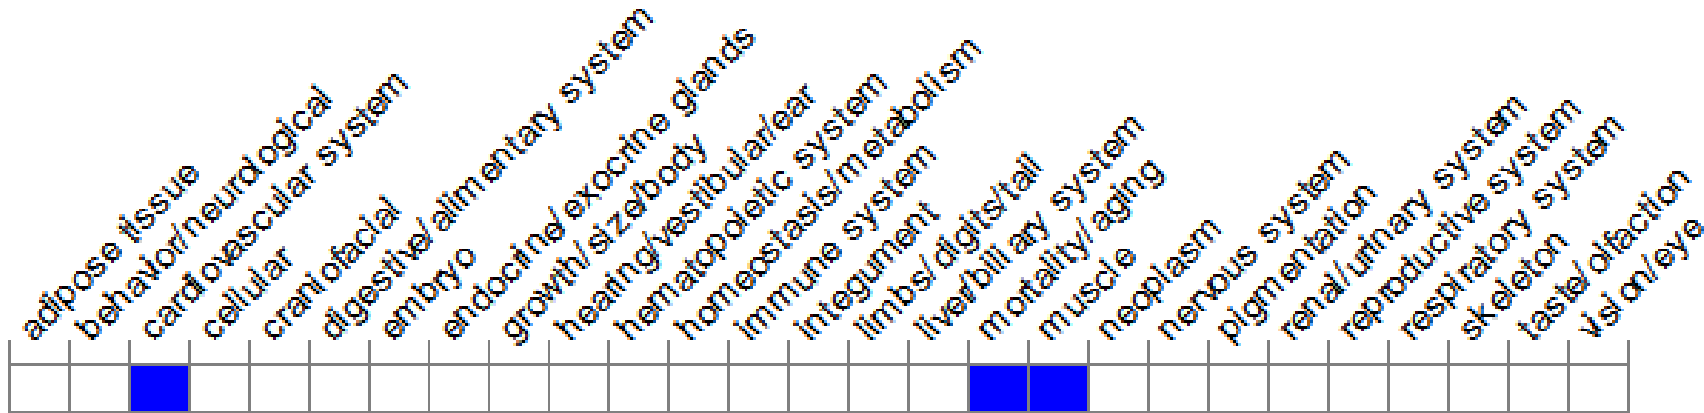 adipose tissue
behavior/neurological
cardiovascular system
cellular
craniofacial
digestive/alimentary system
embryo
endocrine/exocrine glands
growth/size/body
hearing/vestibular/ear
hematopoietic system
homeostasis/metabolism
immune system
integument
limbs/digits/tail
liver/biliary system
mortality/aging
muscle
neoplasm
nervous system
pigmentation
renal/urinary system
reproductive system
respiratory system
skeleton
taste/olfaction
vision/eye